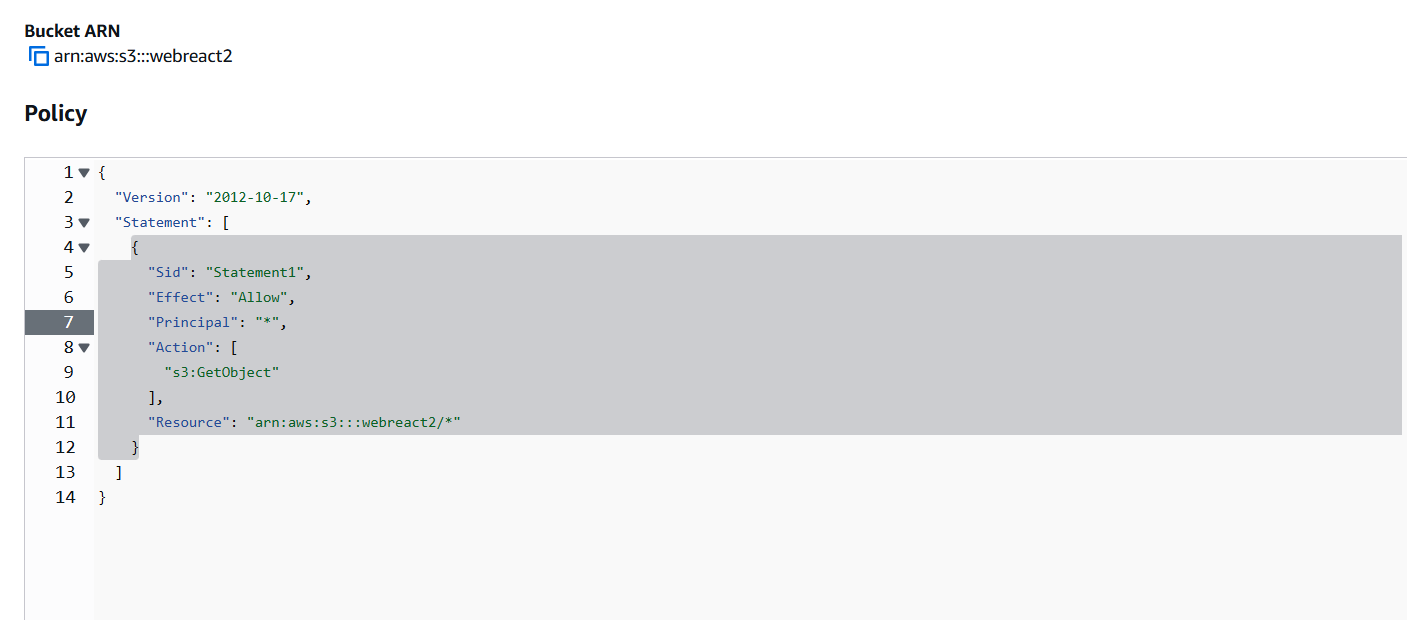 Bucket ARN
arn:aws:s3:::webreact2
Policy
1 {
2 "Version": "2012-10-17",
3 "Statement": [
4 {
5 "Sid": "Statement1",
6 "Effect": "Allow",
7 "Principal": "*",
8 "Action": [
9 "s3:GetObject"
10 ],
11 "Resource": "arn:aws:s3:::webreact2/*"
12 }
13 ]
14 }